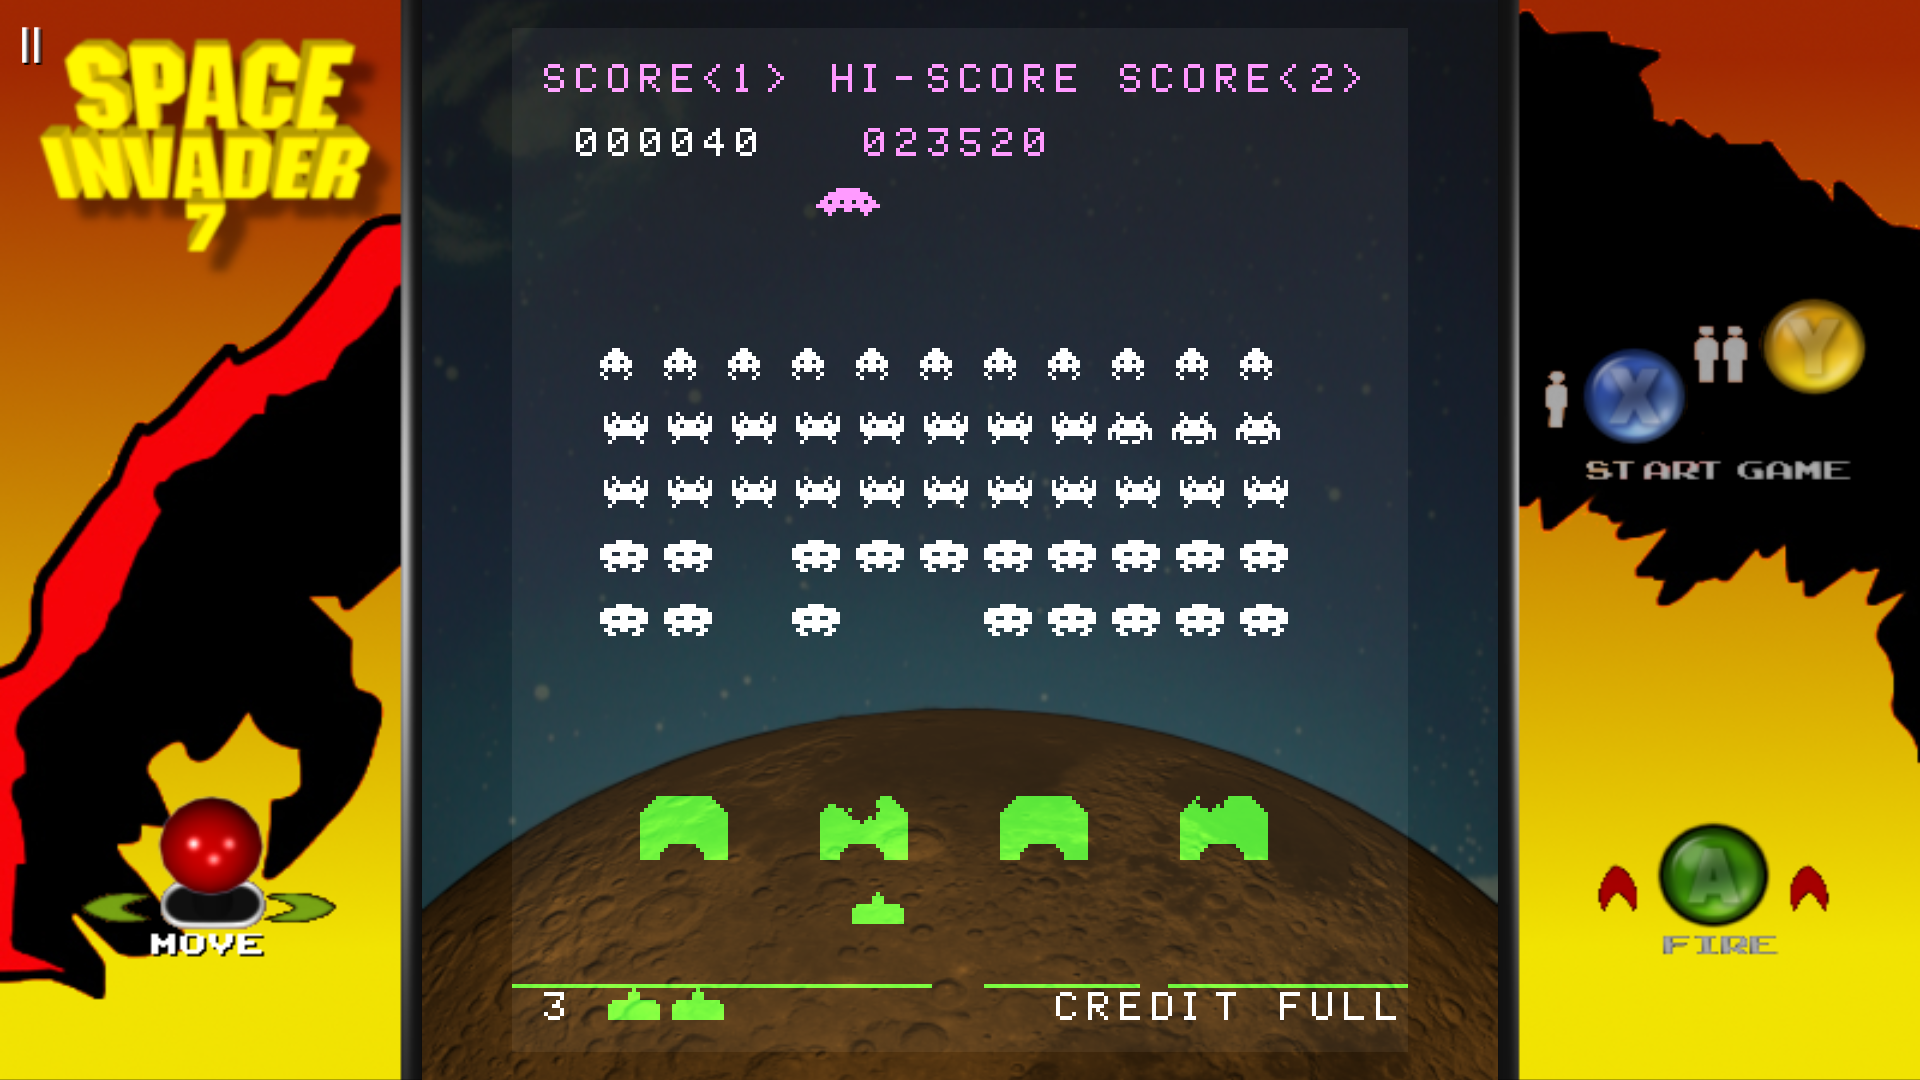 SPACE
INVADER
7
SCORE<1> HI-SCORE SCORE<2>
000040 023520
X
Y
START GAME
MOVE
A
FIRE
3
CREDIT FULL